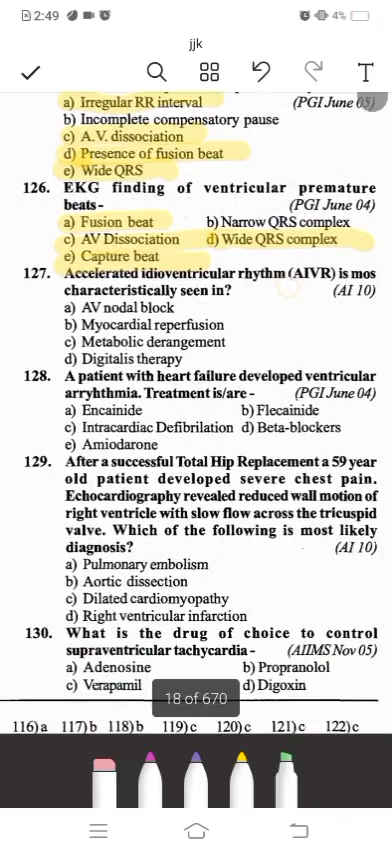 2:49 4%
jjk
T
a) Irregular RR interval (PGI June 05)
b) Incomplete compensatory pause
c) A.V. dissociation
d) Presence of fusion beat
e) Wide QRS
126. EKG finding of ventricular premature
beats- (PGI June 04)
a) Fusion beat b) Narrow QRS complex
c) AV Dissociation d) Wide QRS complex
e) Capture beat
127. Accelerated idioventricular rhythm (AIVR) is mos
characteristically seen in? (AI 10)
a) AV nodal block
b) Myocardial reperfusion
c) Metabolic derangement
d) Digitalis therapy
128. A patient with heart failure developed ventricular
arryhthmia. Treatment is/are - (PGI June 04)
a) Encainide b) Flecainide
c) Intracardiac Defibrilation d) Beta-blockers
e) Amiodarone
129. After a successful Total Hip Replacement a 59 year
old patient developed severe chest pain.
Echocardiography revealed reduced wall motion of
right ventricle with slow flow across the tricuspid
valve. Which of the following is most likely
diagnosis? (AI 10)
a) Pulmonary embolism
b) Aortic dissection
c) Dilated cardiomyopathy
d) Right ventricular infarction
130. What is the drug of choice to control
supraventricular tachycardia - (AIIMS Nov 05)
a) Adenosine b) Propranolol
c) Verapamil d) Digoxin
18 of 670
116) a 117) b 118) b 119) c 120) c 121) c 122) c